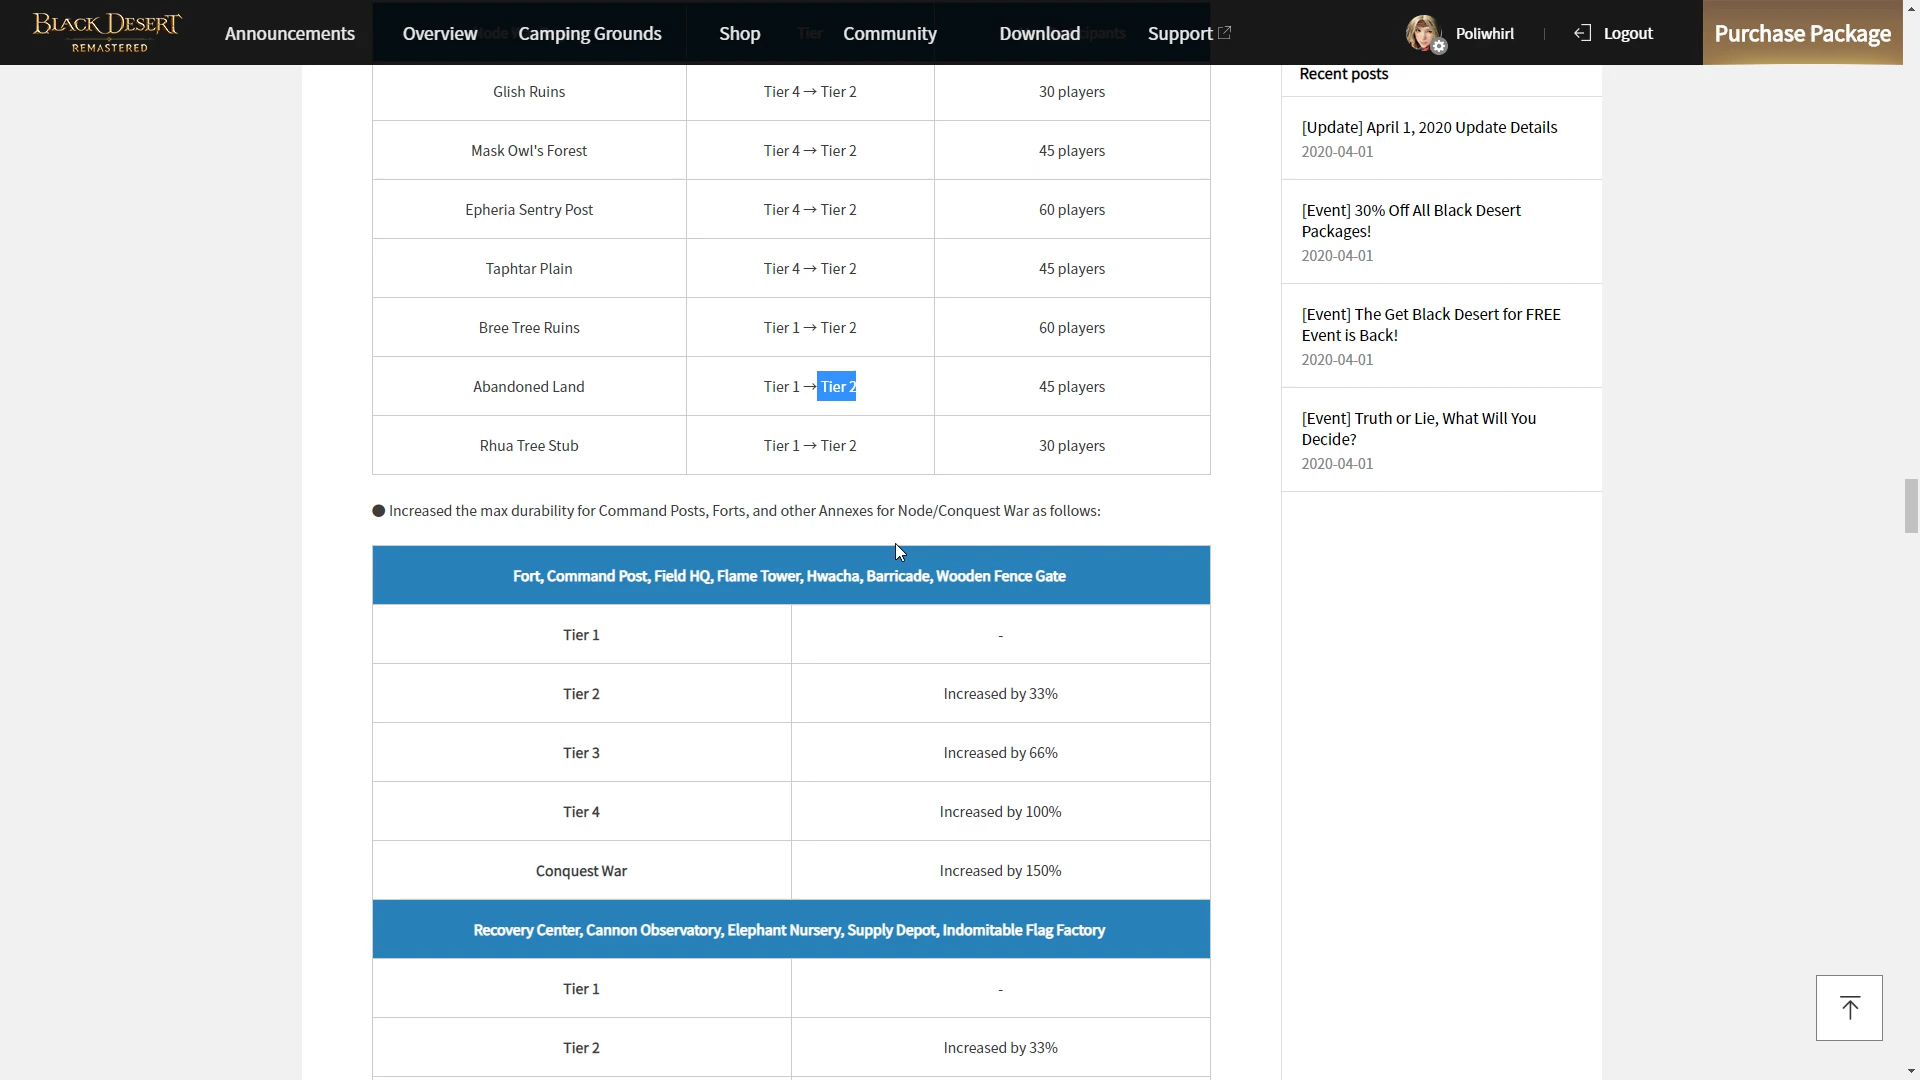 BLACK DESERT
REMASTERED
Announcements
Overview
Camping Grounds
Shop
Tier
Community
Download
Support
Poliwhirl
Logout
Purchase Package
Glish Ruins Tier 4 → Tier 2 30 players
Mask Owl's Forest Tier 4 → Tier 2 45 players
Epheria Sentry Post Tier 4 → Tier 2 60 players
Taphtar Plain Tier 4 → Tier 2 45 players
Bree Tree Ruins Tier 1 → Tier 2 60 players
Abandoned Land Tier 1 → Tier 2 45 players
Rhua Tree Stub Tier 1 → Tier 2 30 players
● Increased the max durability for Command Posts, Forts, and other Annexes for Node/Conquest War as follows:
Fort, Command Post, Field HQ, Flame Tower, Hwacha, Barricade, Wooden Fence Gate
Tier 1 -
Tier 2 Increased by 33%
Tier 3 Increased by 66%
Tier 4 Increased by 100%
Conquest War Increased by 150%
Recovery Center, Cannon Observatory, Elephant Nursery, Supply Depot, Indomitable Flag Factory
Tier 1 -
Tier 2 Increased by 33%
Recent posts
[Update] April 1, 2020 Update Details
2020-04-01
[Event] 30% Off All Black Desert
Packages!
2020-04-01
[Event] The Get Black Desert for FREE
Event is Back!
2020-04-01
[Event] Truth or Lie, What Will You
Decide?
2020-04-01